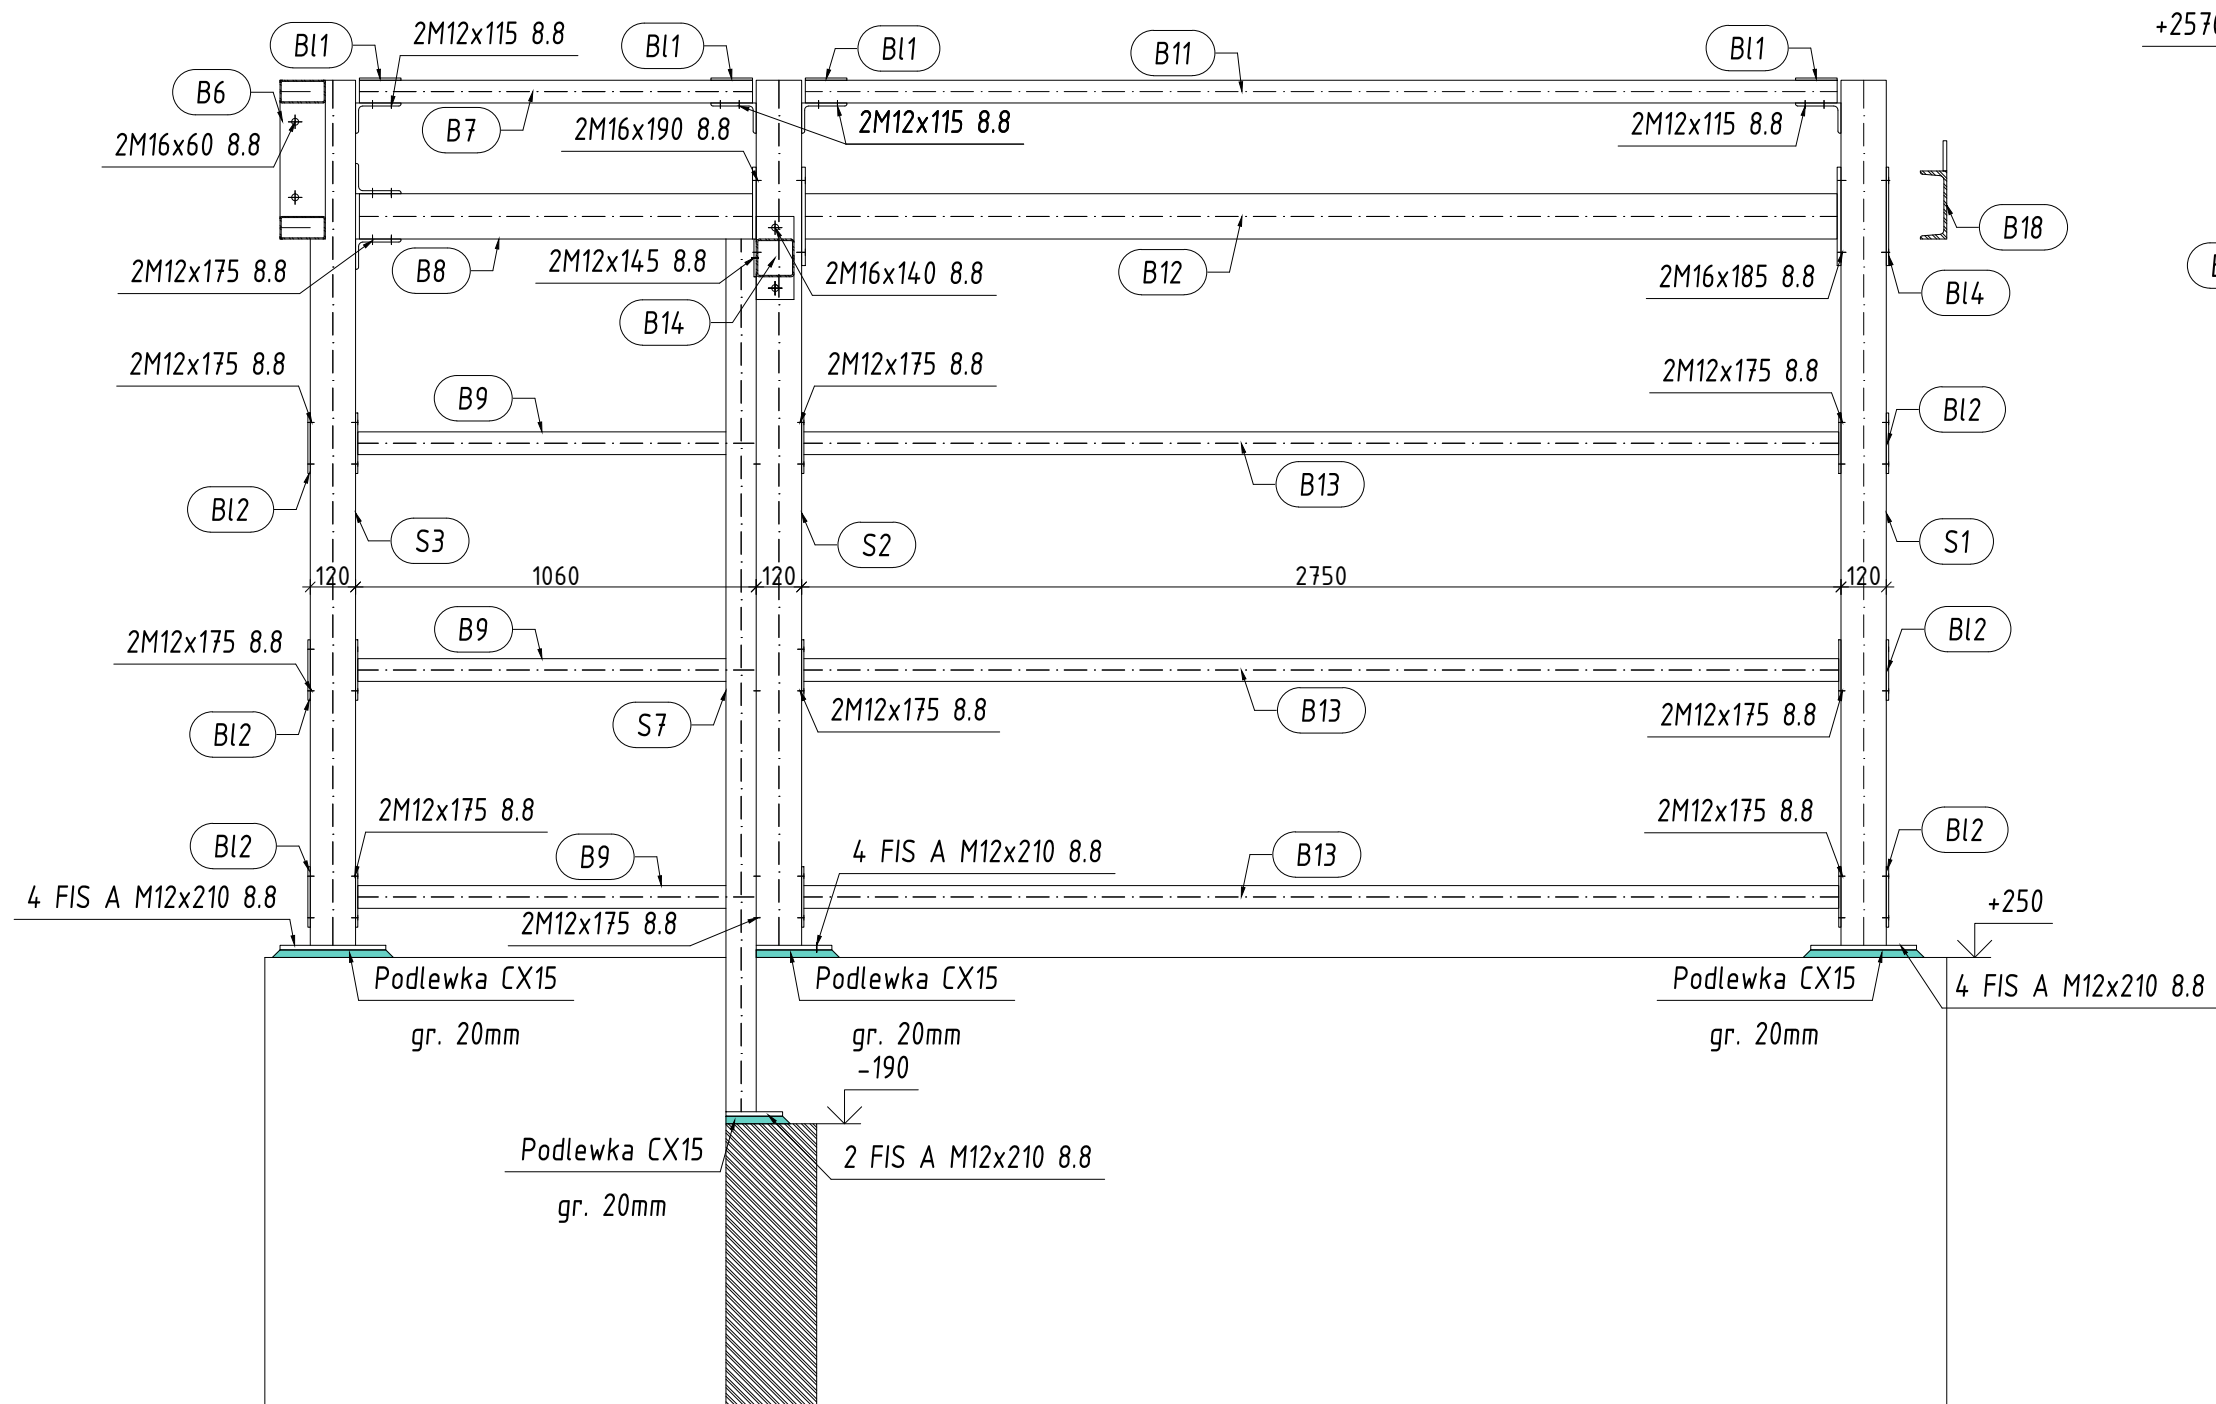 2M12x115 8.8
+2570
Bl1
Bl1
Bl1
B11
Bl1
B6
B7
2M16x190 8.8
2M12x115 8.8
2M12x115 8.8
2M16x60 8.8
B18
2M12x175 8.8
B8
2M12x145 8.8
2M16x140 8.8
B12
2M16x185 8.8
Bl4
B14
2M12x175 8.8
B9
2M12x175 8.8
2M12x175 8.8
Bl2
Bl2
B13
S3
S2
S1
120
1060
120
2750
120
2M12x175 8.8
B9
Bl2
Bl2
S7
2M12x175 8.8
B13
2M12x175 8.8
Bl2
2M12x175 8.8
B9
4 FIS A M12x210 8.8
B13
2M12x175 8.8
Bl2
4 FIS A M12x210 8.8
2M12x175 8.8
+250
Podlewka CX15
gr. 20mm
Podlewka CX15
gr. 20mm
Podlewka CX15
gr. 20mm
4 FIS A M12x210 8.8
-190
Podlewka CX15
gr. 20mm
2 FIS A M12x210 8.8